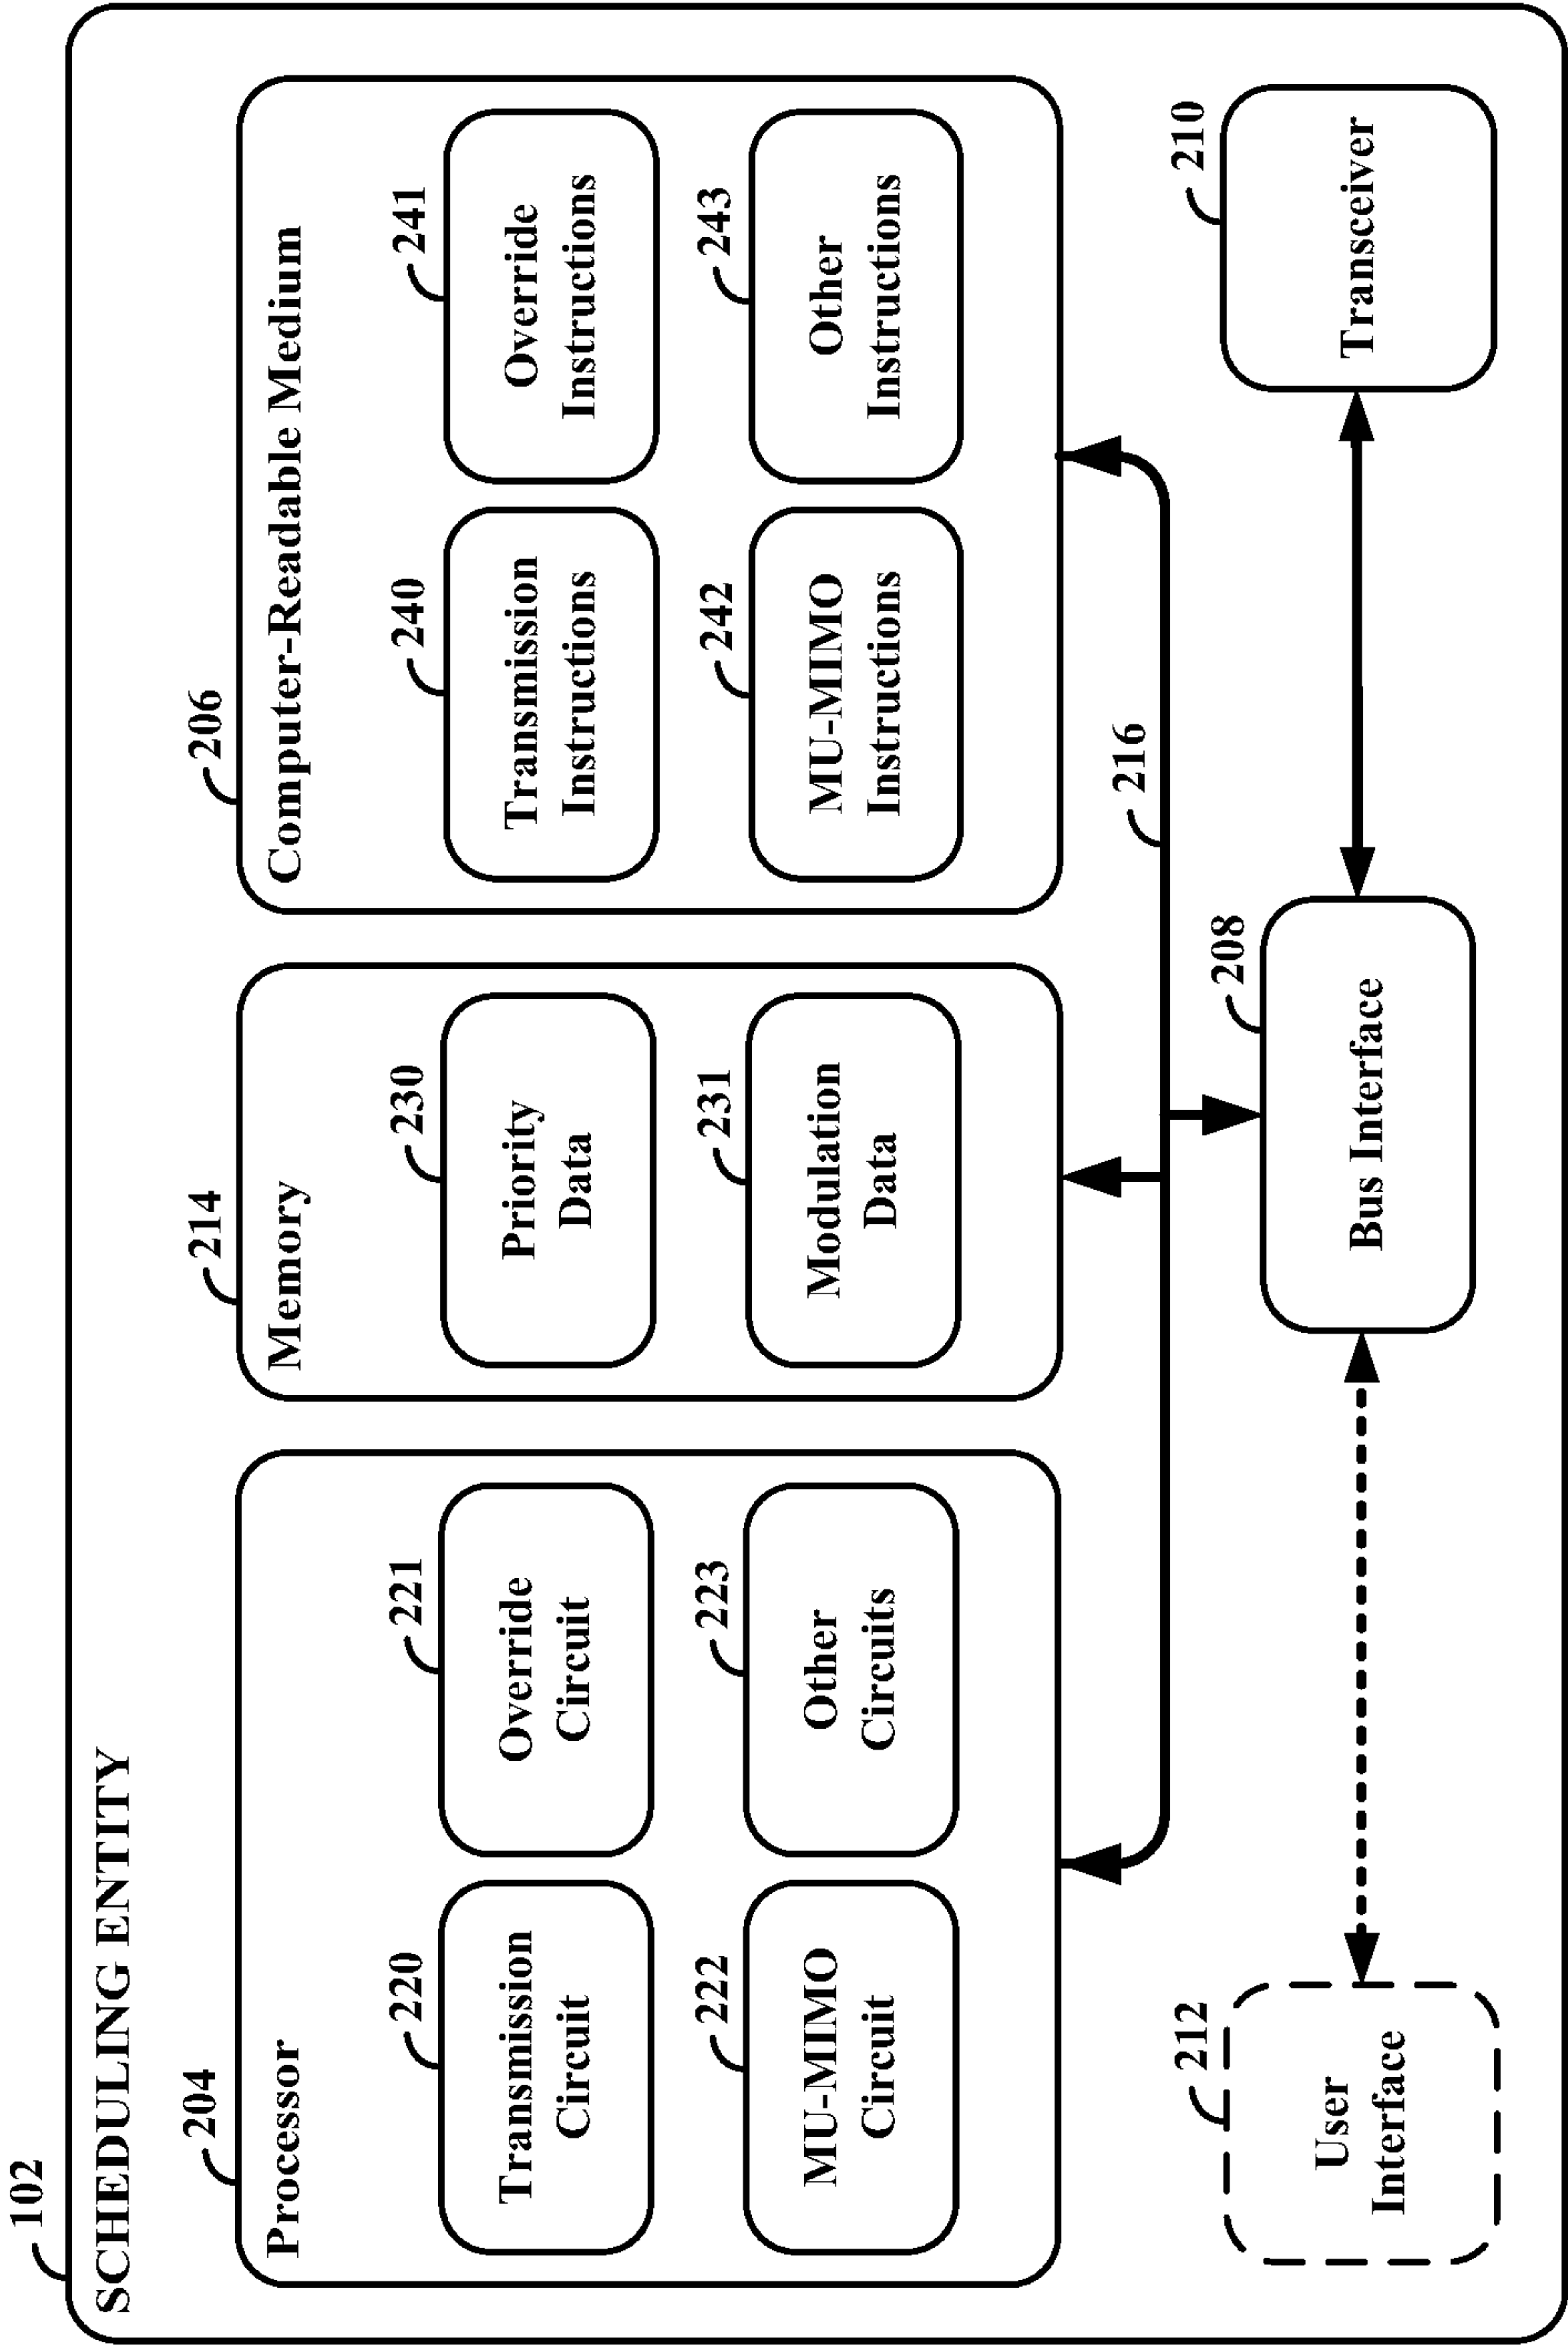 102
SCHEDULING ENTITY
204
Processor
220
Transmission
Circuit
221
Override
Circuit
222
MU-MIMO
Circuit
223
Other
Circuits
214
Memory
230
Priority
Data
231
Modulation
Data
206
Computer-Readable Medium
240
Transmission
Instructions
241
Override
Instructions
242
MU-MIMO
Instructions
243
Other
Instructions
216
212
User
Interface
208
Bus Interface
210
Transceiver